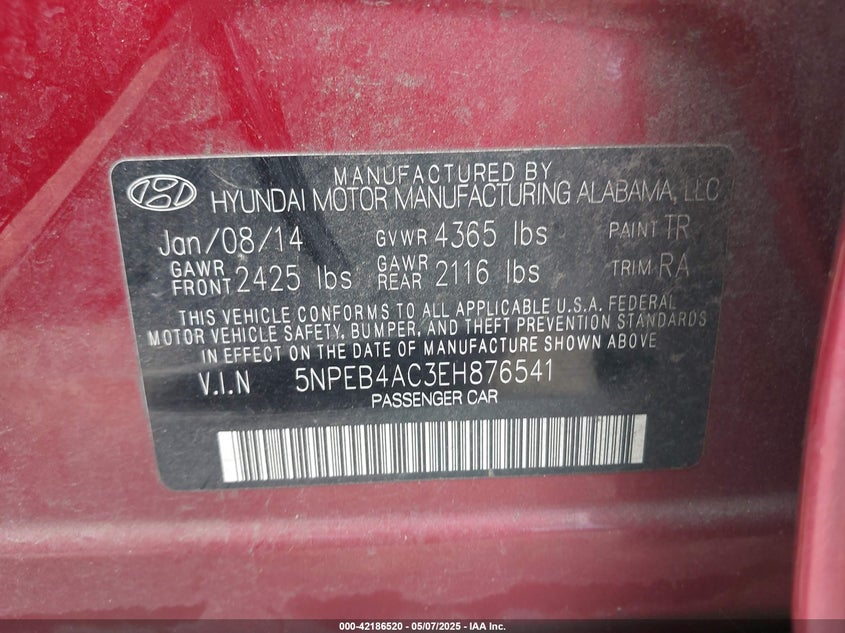 MANUFACTURED BY
HYUNDAI MOTOR MANUFACTURING ALABAMA, LLC
Jan/08/14 GVWR 4365 lbs PAINT TR
GAWR FRONT 2425 lbs GAWR REAR 2116 lbs TRIM RA
THIS VEHICLE CONFORMS TO ALL APPLICABLE U.S.A. FEDERAL
MOTOR VEHICLE SAFETY, BUMPER, AND THEFT PREVENTION STANDARDS
IN EFFECT ON THE DATE OF MANUFACTURE SHOWN ABOVE
V.I.N 5NPEB4AC3EH876541
PASSENGER CAR
000-42186520 - 05/07/2025 - IAA Inc.